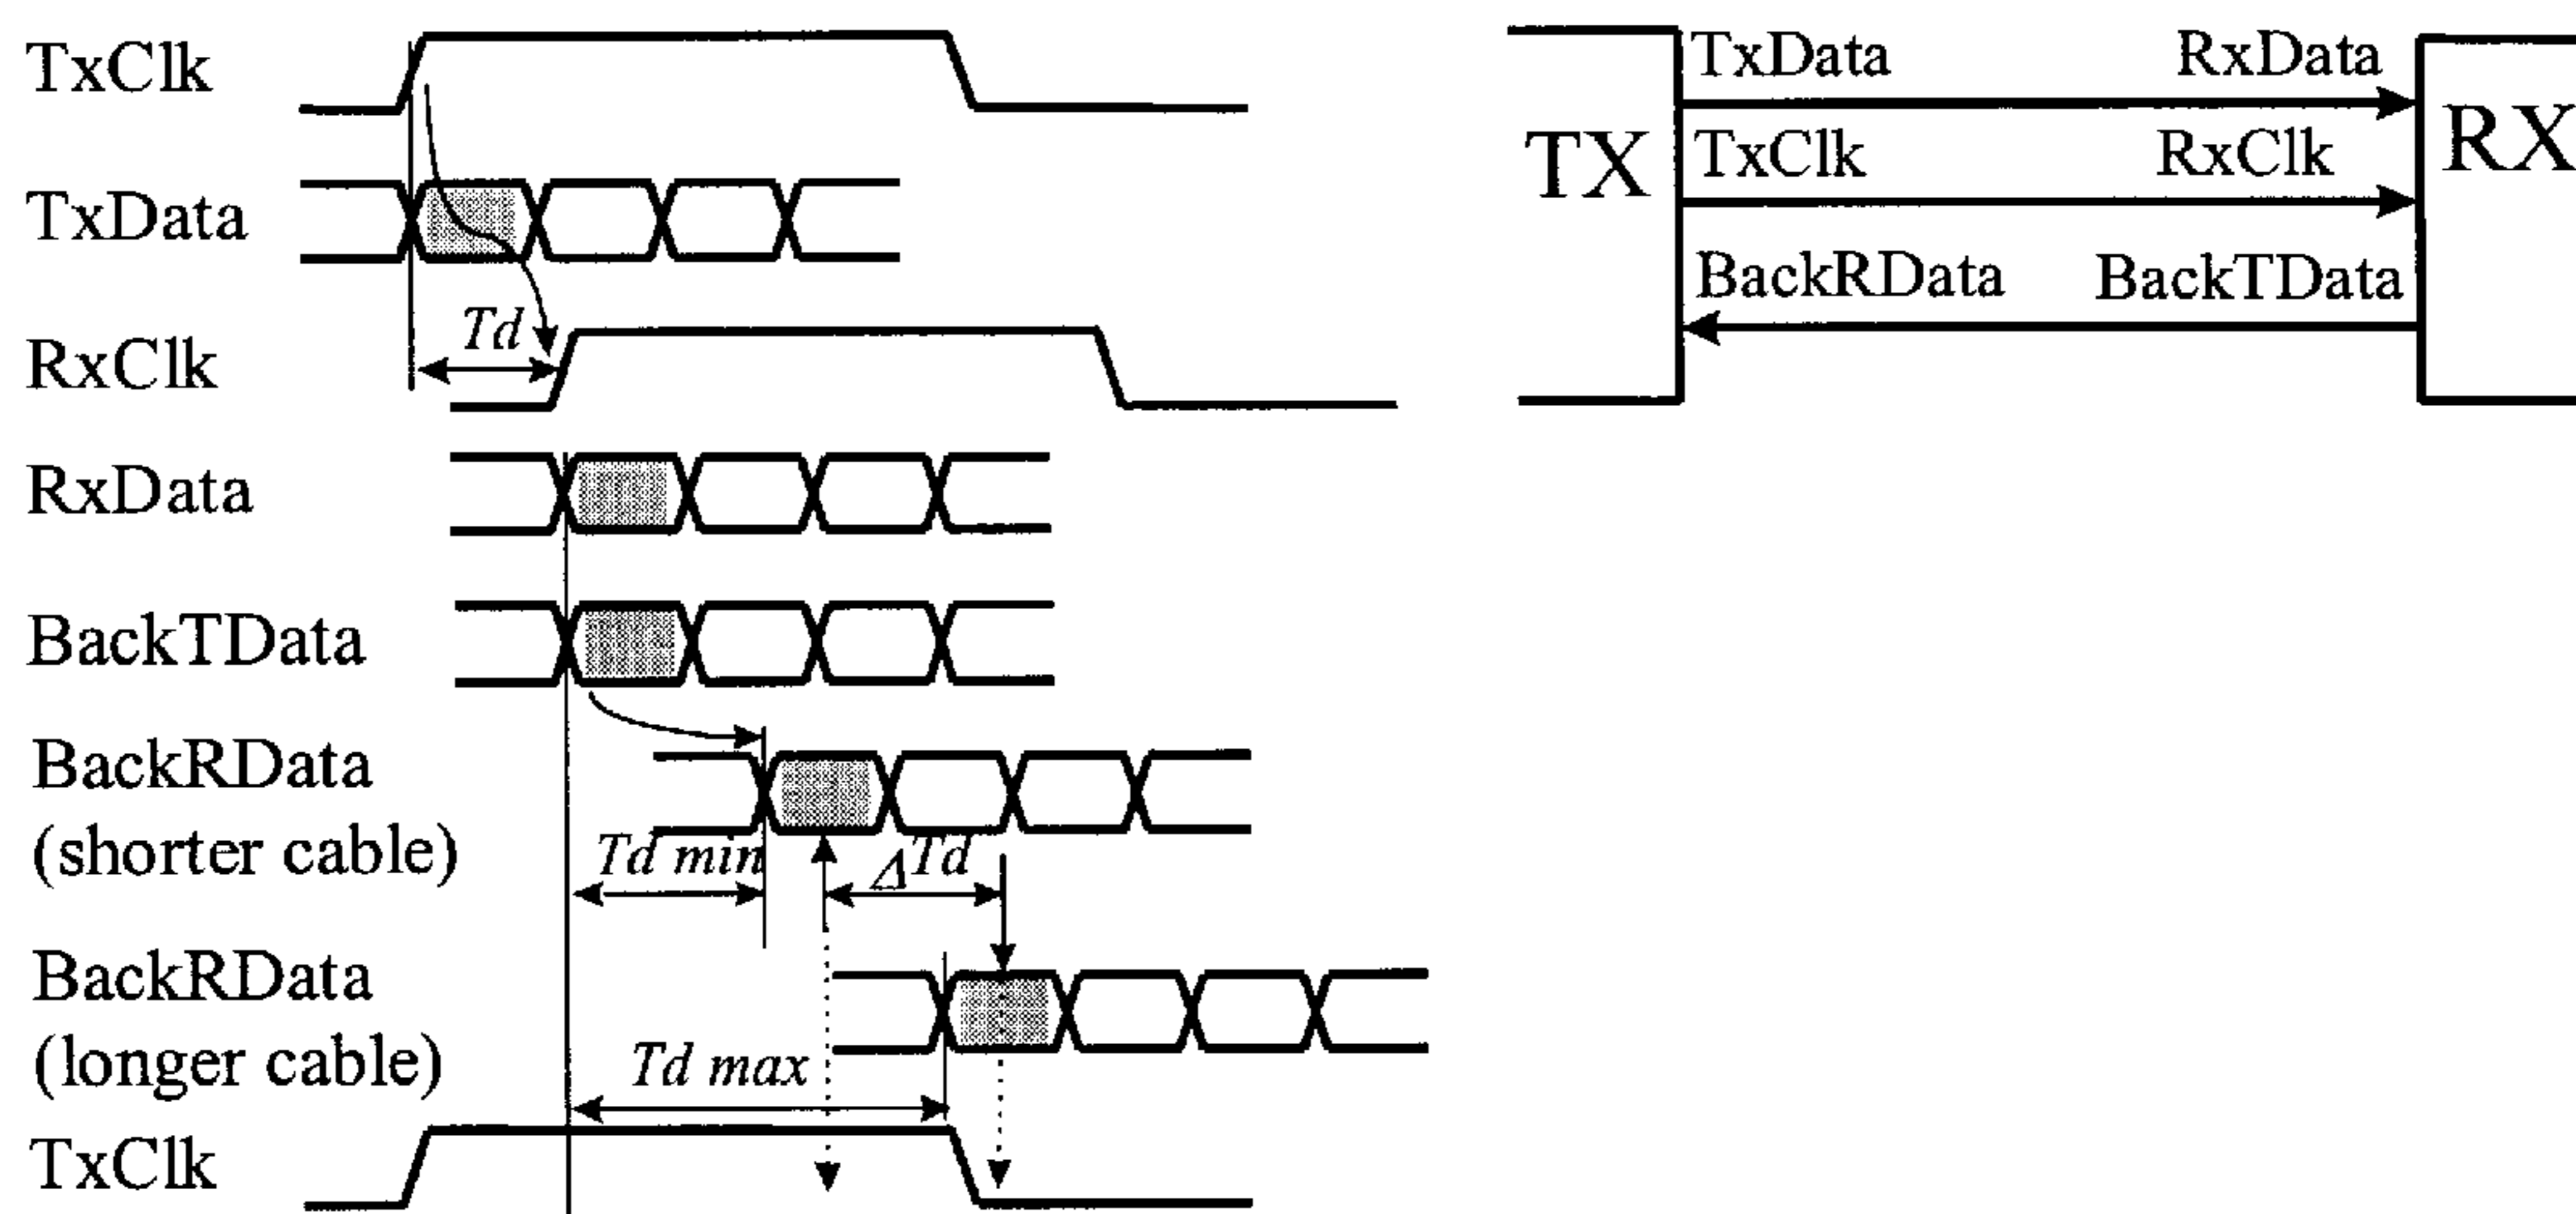 TxClk
TxData
Td
RxClk
RxData
BackTData
BackRData
(shorter cable)
Td min
ΔTd
BackRData
(longer cable)
Td max
TxClk
TX
TxData
RxData
TxClk
RxClk
BackRData
BackTData
RX